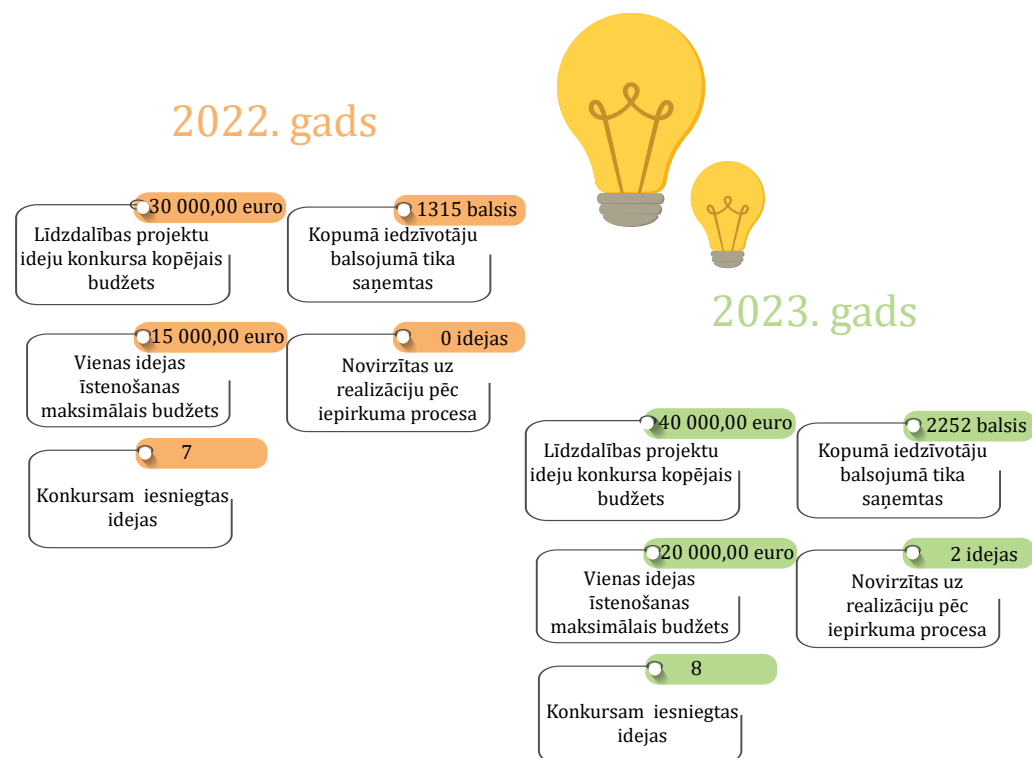 2022. gads
30 000,00 euro
Līdzdalības projektu
ideju konkursa kopējais
budžets
1315 balsis
Kopumā iedzīvotāju
balsojumā tika
saņemtas
15 000,00 euro
Vienas idejas
īstenošanas
maksimālais budžets
0 idejas
Novirzītas uz
realizāciju pēc
iepirkuma procesa
7
Konkursam iesniegtas
idejas
2023. gads
40 000,00 euro
Līdzdalības projektu
ideju konkursa kopējais
budžets
2252 balsis
Kopumā iedzīvotāju
balsojumā tika
saņemtas
20 000,00 euro
Vienas idejas
īstenošanas
maksimālais budžets
2 idejas
Novirzītas uz
realizāciju pēc
iepirkuma procesa
8
Konkursam iesniegtas
idejas